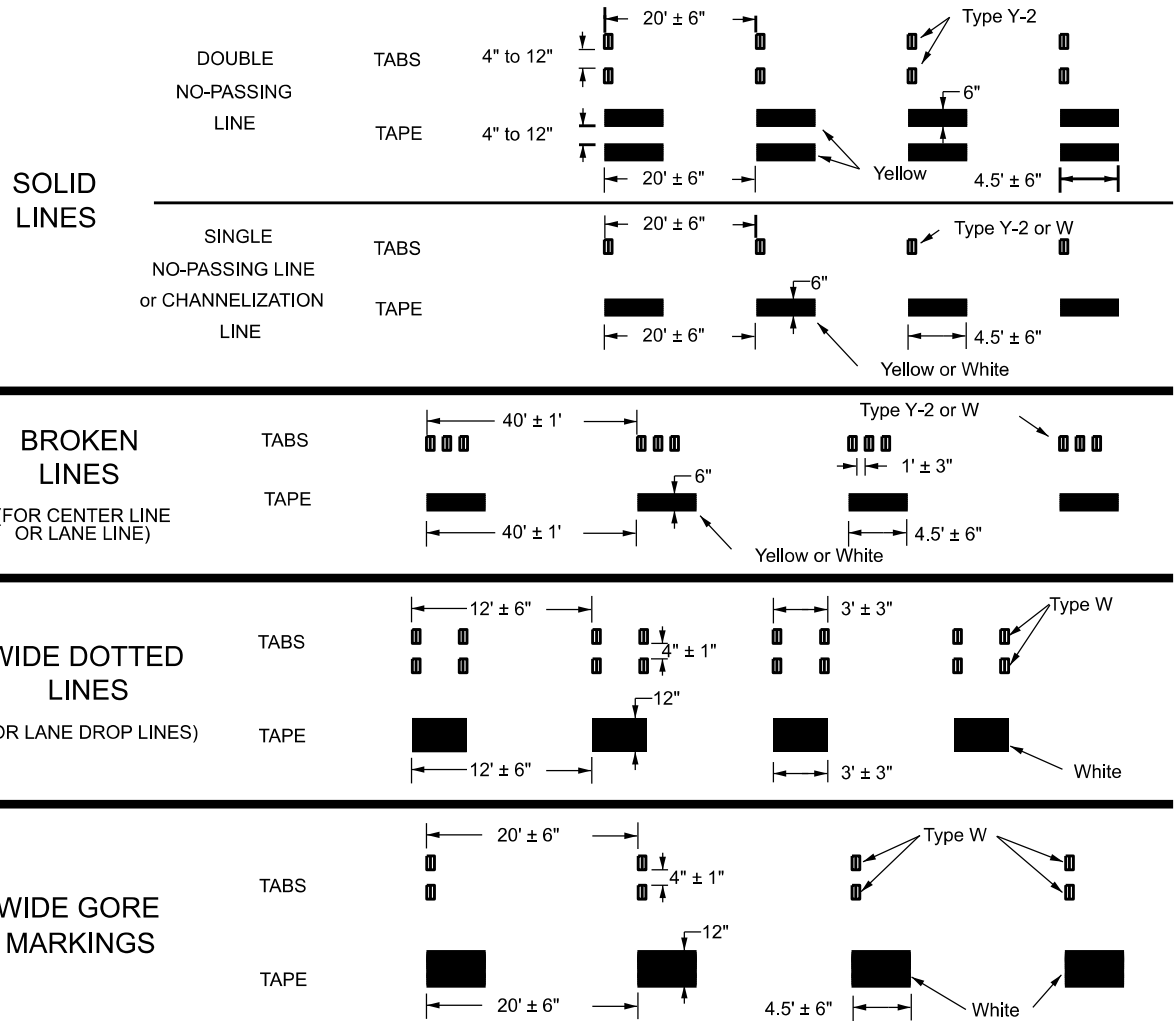 SOLID
LINES
DOUBLE
NO-PASSING
LINE
TABS
4" to 12"
20' ± 6"
Type Y-2
TAPE
4" to 12"
6"
Yellow
20' ± 6"
4.5' ± 6"
SINGLE
NO-PASSING LINE
or CHANNELIZATION
LINE
TABS
20' ± 6"
Type Y-2 or W
TAPE
6"
20' ± 6"
4.5' ± 6"
Yellow or White
BROKEN
LINES
(FOR CENTER LINE
OR LANE LINE)
TABS
40' ± 1'
Type Y-2 or W
1' ± 3"
TAPE
6"
40' ± 1'
4.5' ± 6"
Yellow or White
WIDE DOTTED
LINES
OR LANE DROP LINES)
TABS
12' ± 6"
3' ± 3"
Type W
4" ± 1"
TAPE
12"
12' ± 6"
3' ± 3"
White
WIDE GORE
MARKINGS
TABS
20' ± 6"
Type W
4" ± 1"
TAPE
12"
20' ± 6"
4.5' ± 6"
White